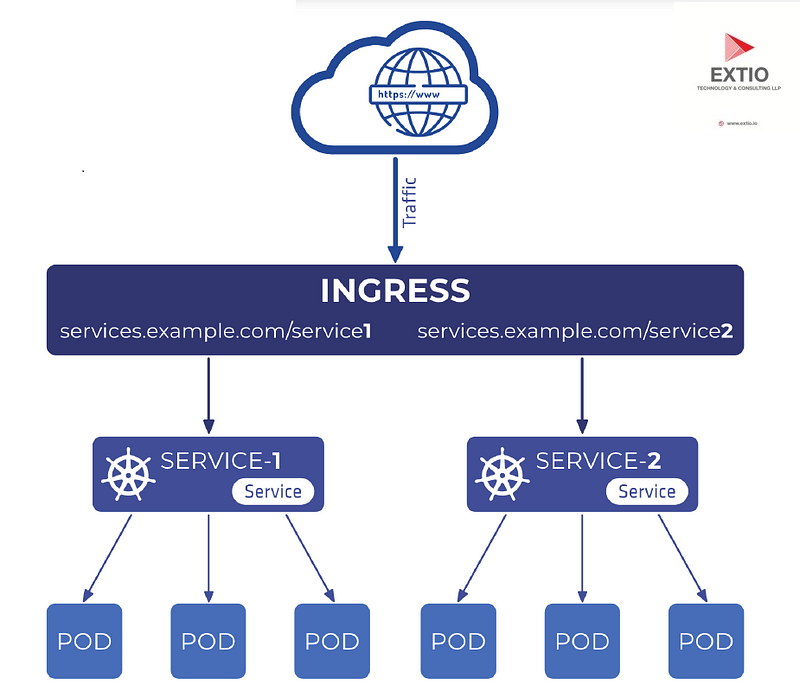 https://www
EXTIO
TECHNOLOGY & CONSULTING LLP
www.extio.io
Traffic
INGRESS
services.example.com/service1
services.example.com/service2
SERVICE-1
Service
SERVICE-2
Service
POD
POD
POD
POD
POD
POD